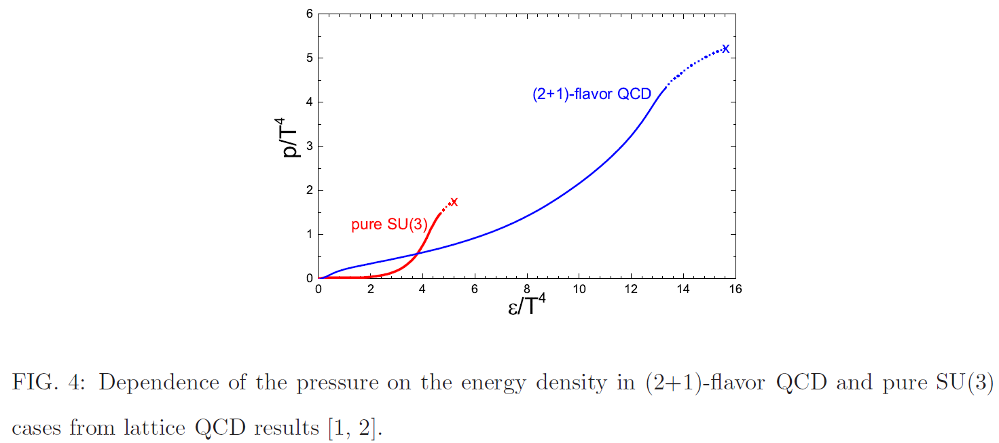 6
5
4
3
2
1
0
p/T⁴
(2+1)-flavor QCD
x
pure SU(3)
x
0 2 4 6 8 10 12 14 16
ε/T⁴
FIG. 4: Dependence of the pressure on the energy density in (2+1)-flavor QCD and pure SU(3)
cases from lattice QCD results [1, 2].